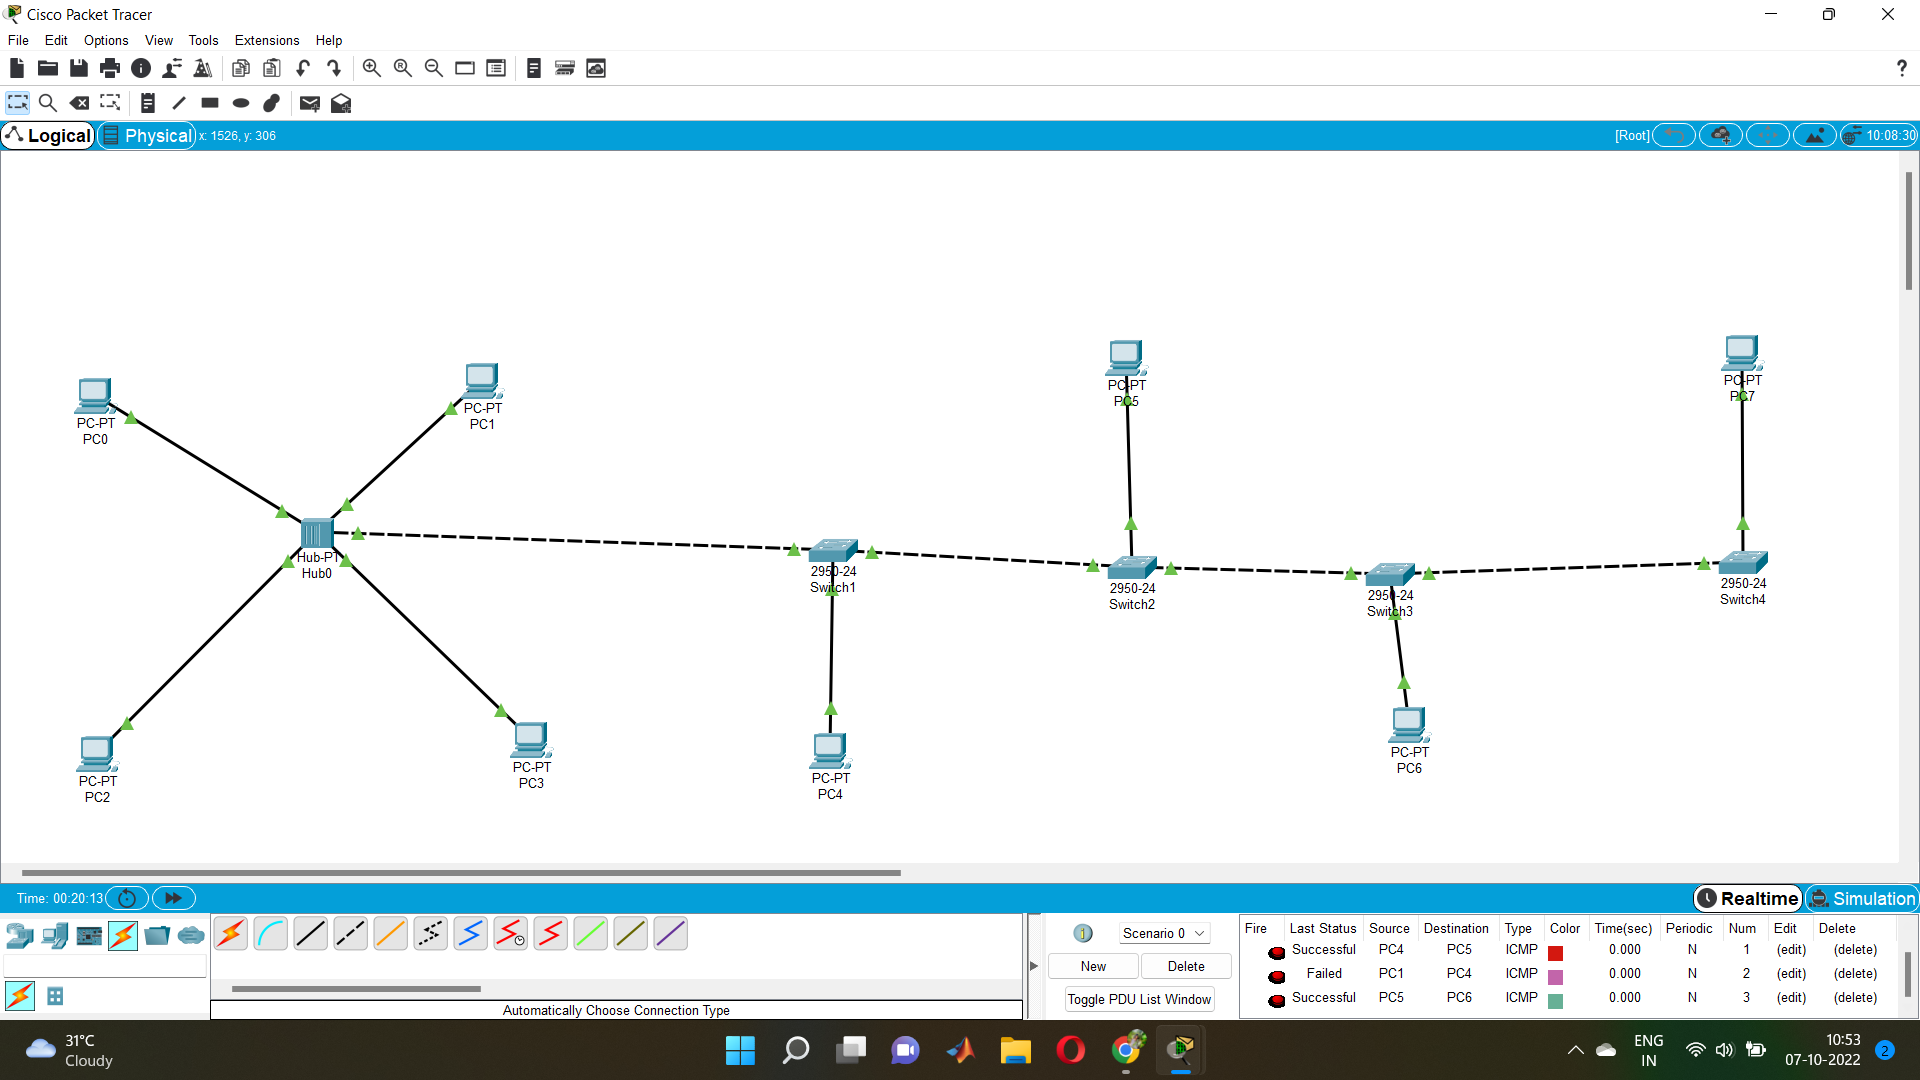 Cisco Packet Tracer
File Edit Options View Tools Extensions Help
?
Logical Physical x: 1526, y: 306 [Root] 10:08:30
PC-PT
PC5
PC-PT
PC7
PC-PT
PC1
PC-PT
PC0
Hub-PT
Hub0
2950-24
Switch1
2950-24
Switch2
2950-24
Switch3
2950-24
Switch4
PC-PT
PC2
PC-PT
PC3
PC-PT
PC4
PC-PT
PC6
Time: 00:20:13 Realtime Simulation
Automatically Choose Connection Type
1 Scenario 0
New Delete
Toggle PDU List Window
Fire Last Status Source Destination Type Color Time(sec) Periodic Num Edit Delete
Successful PC4 PC5 ICMP 0.000 N 1 (edit) (delete)
Failed PC1 PC4 ICMP 0.000 N 2 (edit) (delete)
Successful PC5 PC6 ICMP 0.000 N 3 (edit) (delete)
31°C
Cloudy
ENG
IN
10:53
07-10-2022
2